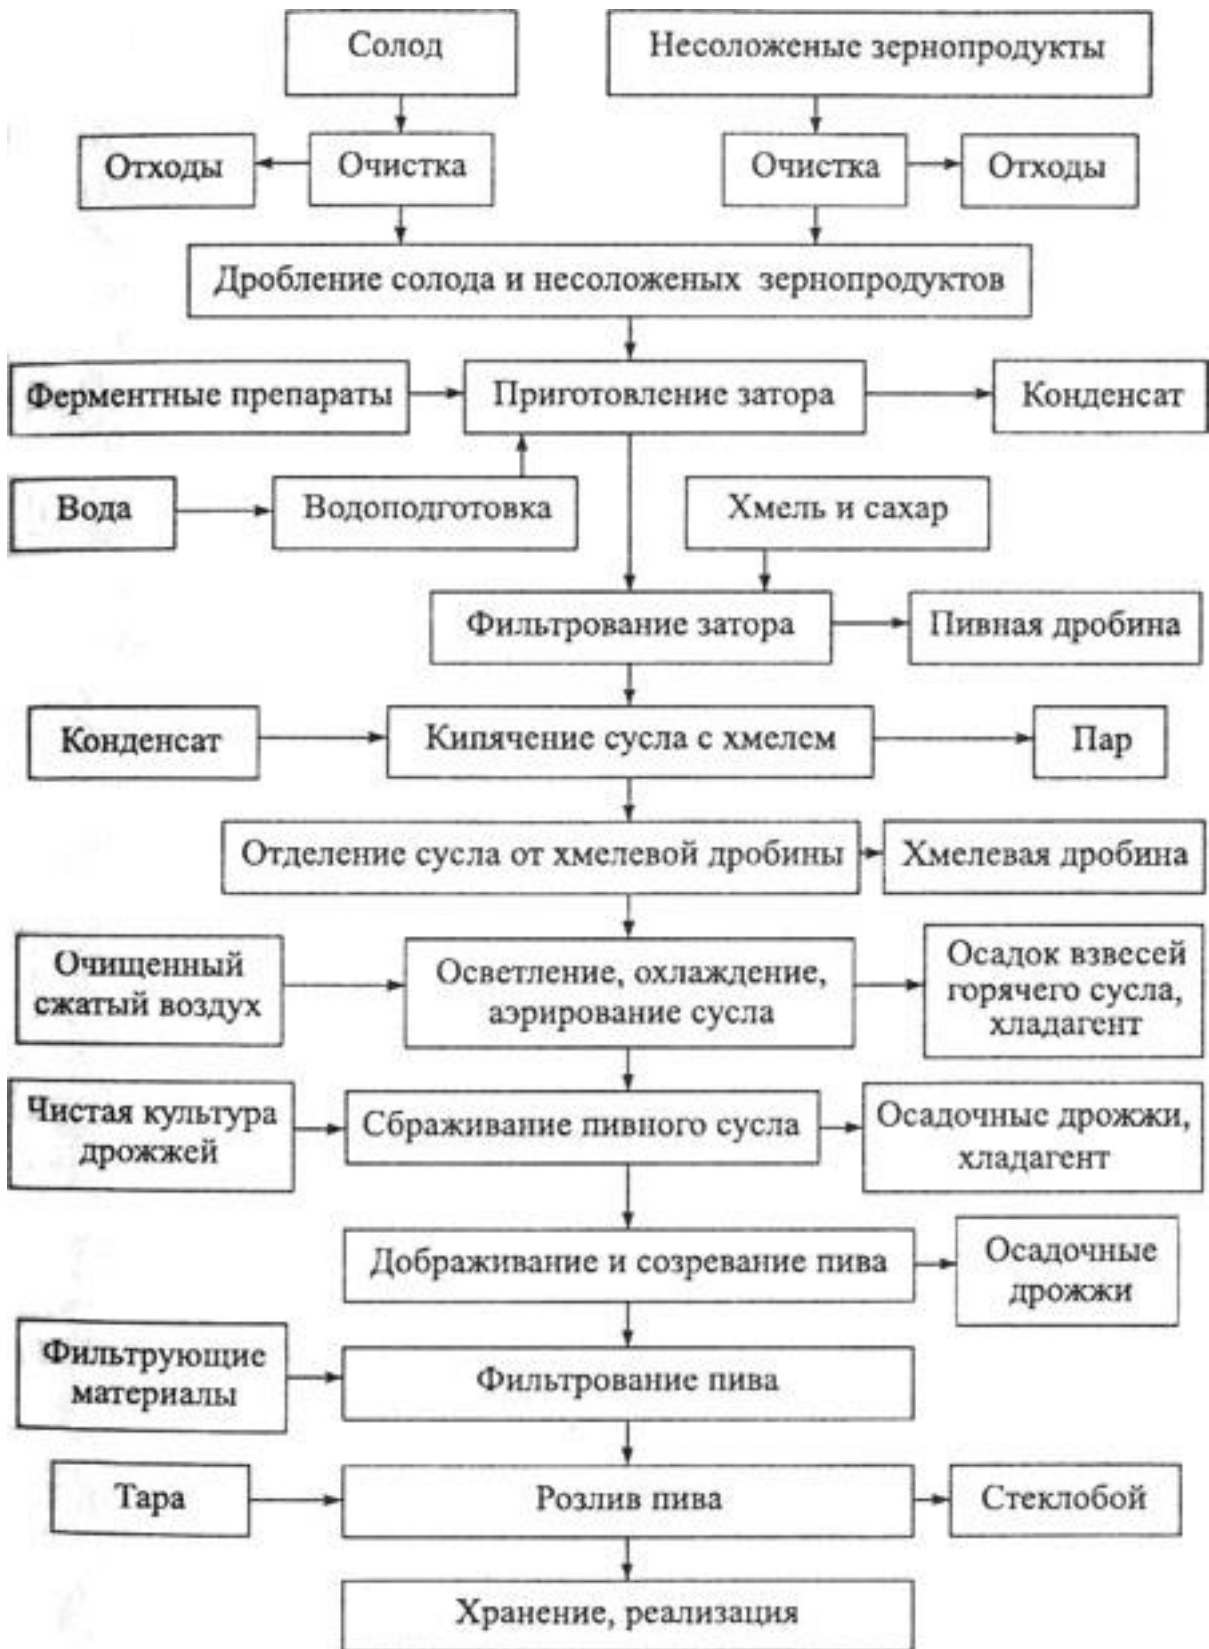 Солод
Несоложеные зернопродукты
Отходы
Очистка
Очистка
Отходы
Дробление солода и несоложеных зернопродуктов
Ферментные препараты
Приготовление затора
Конденсат
Вода
Водоподготовка
Хмель и сахар
Фильтрование затора
Пивная дробина
Конденсат
Кипячение сусла с хмелем
Пар
Отделение сусла от хмелевой дробины
Хмелевая дробина
Очищенный
сжатый воздух
Осветление, охлаждение,
аэрирование сусла
Осадок взвесей
горячего сусла,
хладагент
Чистая культура
дрожжей
Сбраживание пивного сусла
Осадочные дрожжи,
хладагент
Дображивание и созревание пива
Осадочные
дрожжи
Фильтрующие
материалы
Фильтрование пива
Тара
Розлив пива
Стеклобой
Хранение, реализация